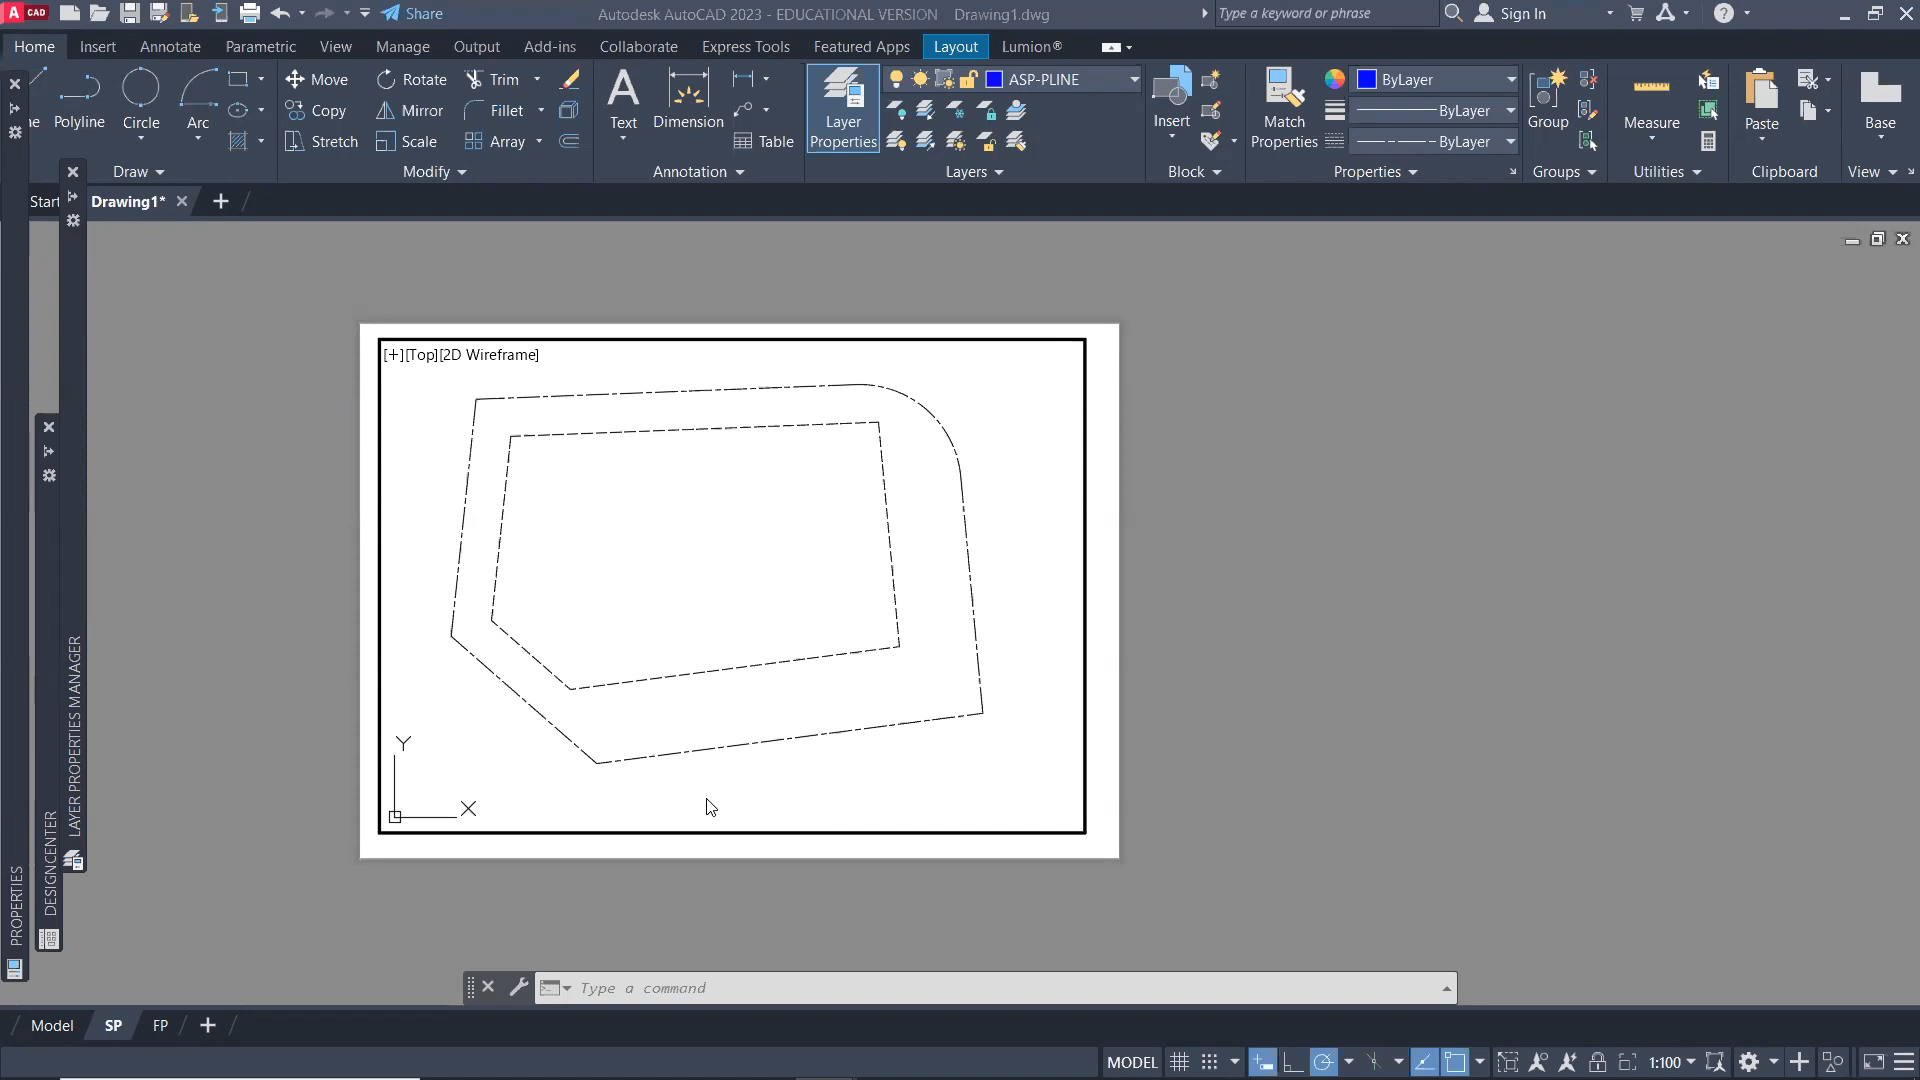 A CAD
Share
Autodesk AutoCAD 2023 - EDUCATIONAL VERSION Drawing1.dwg
Type a keyword or phrase
Sign In
Home Insert Annotate Parametric View Manage Output Add-ins Collaborate Express Tools Featured Apps Layout Lumion®
ne Polyline Circle Arc
Draw
Move Rotate Trim
Copy Mirror Fillet
Stretch Scale Array
Modify
Text Dimension Table
Annotation
Layer Properties
ASP-PLINE
Layers
Insert
Block
Match Properties
ByLayer
ByLayer
ByLayer
Properties
Group
Groups
Measure
Utilities
Paste
Clipboard
Base
View
Start Drawing1*
[+][Top][2D Wireframe]
Y
X
PROPERTIES
DESIGNCENTER
LAYER PROPERTIES MANAGER
Type a command
Model SP FP
MODEL 1:100